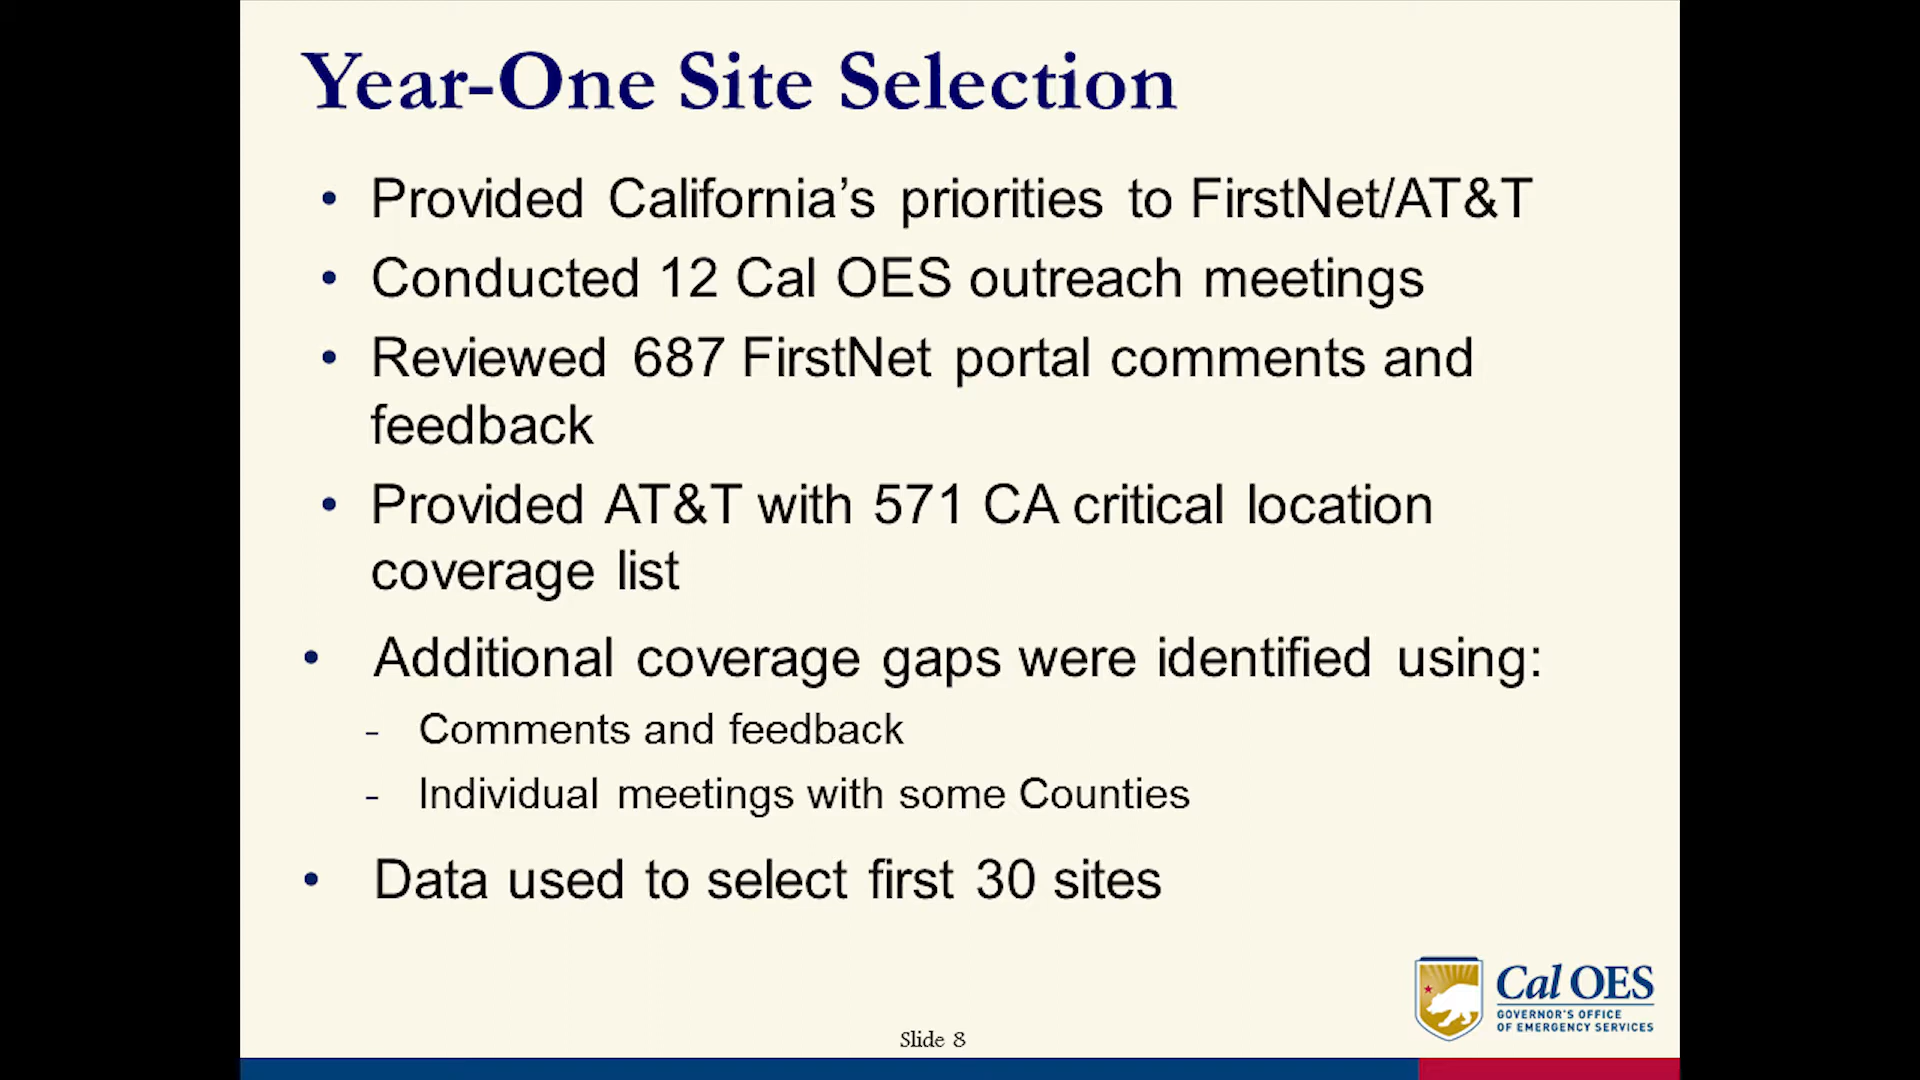 Year-One Site Selection
• Provided California’s priorities to FirstNet/AT&T
• Conducted 12 Cal OES outreach meetings
• Reviewed 687 FirstNet portal comments and
feedback
• Provided AT&T with 571 CA critical location
coverage list
• Additional coverage gaps were identified using:
- Comments and feedback
- Individual meetings with some Counties
• Data used to select first 30 sites
Cal OES
GOVERNOR'S OFFICE
OF EMERGENCY SERVICES
Slide 8